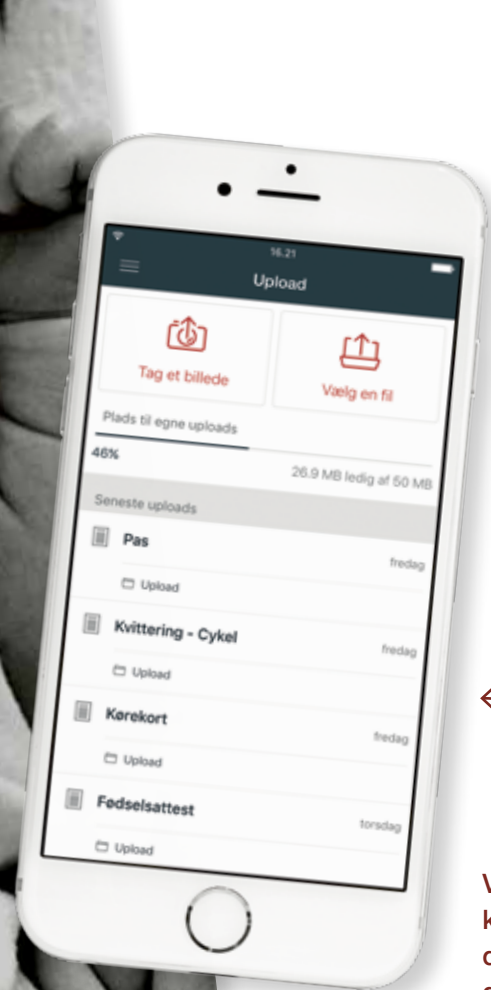 16.21
Upload
Tag et billede
Vælg en fil
Plads til egne uploads
46%
26.9 MB ledig af 50 MB
Seneste uploads
Pas
fredag
Upload
Kvittering - Cykel
fredag
Upload
Kørekort
fredag
Upload
Fødselsattest
torsdag
Upload